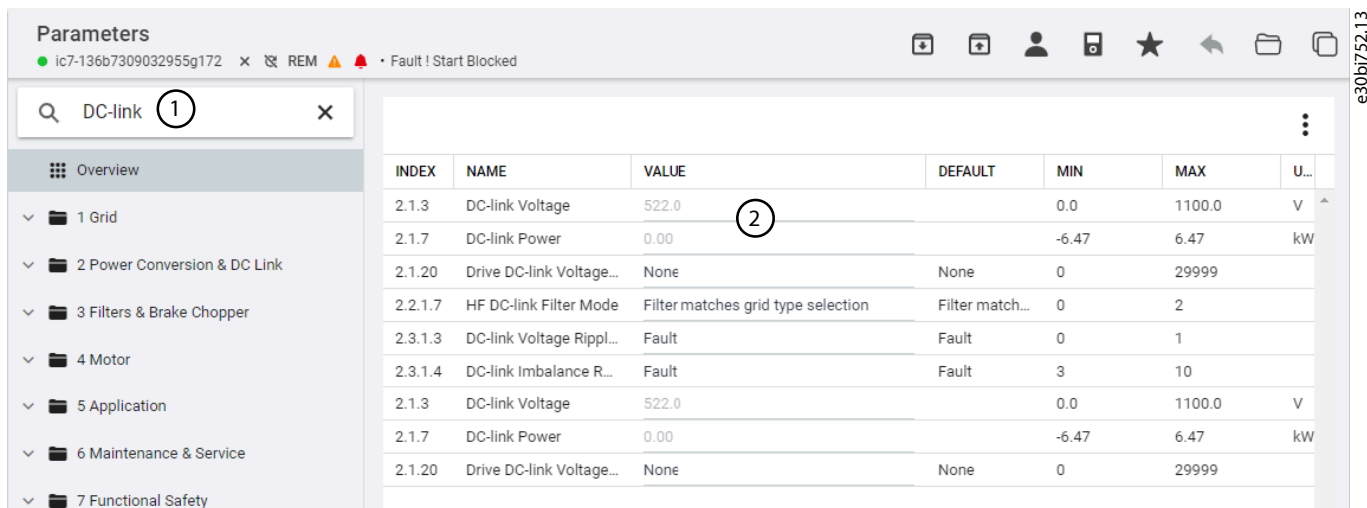 Parameters
ic7-136b7309032955g172 REM • Fault ! Start Blocked
DC-link 1
Overview
1 Grid
2 Power Conversion & DC Link
3 Filters & Brake Chopper
4 Motor
5 Application
6 Maintenance & Service
7 Functional Safety
INDEX NAME VALUE DEFAULT MIN MAX U...
2.1.3 DC-link Voltage 522.0 0.0 1100.0 V
2
2.1.7 DC-link Power 0.00 -6.47 6.47 kW
2.1.20 Drive DC-link Voltage... None None 0 29999
2.2.1.7 HF DC-link Filter Mode Filter matches grid type selection Filter match... 0 2
2.3.1.3 DC-link Voltage Rippl... Fault Fault 0 1
2.3.1.4 DC-link Imbalance R... Fault Fault 3 10
2.1.3 DC-link Voltage 522.0 0.0 1100.0 V
2.1.7 DC-link Power 0.00 -6.47 6.47 kW
2.1.20 Drive DC-link Voltage... None None 0 29999
e30bi752.13